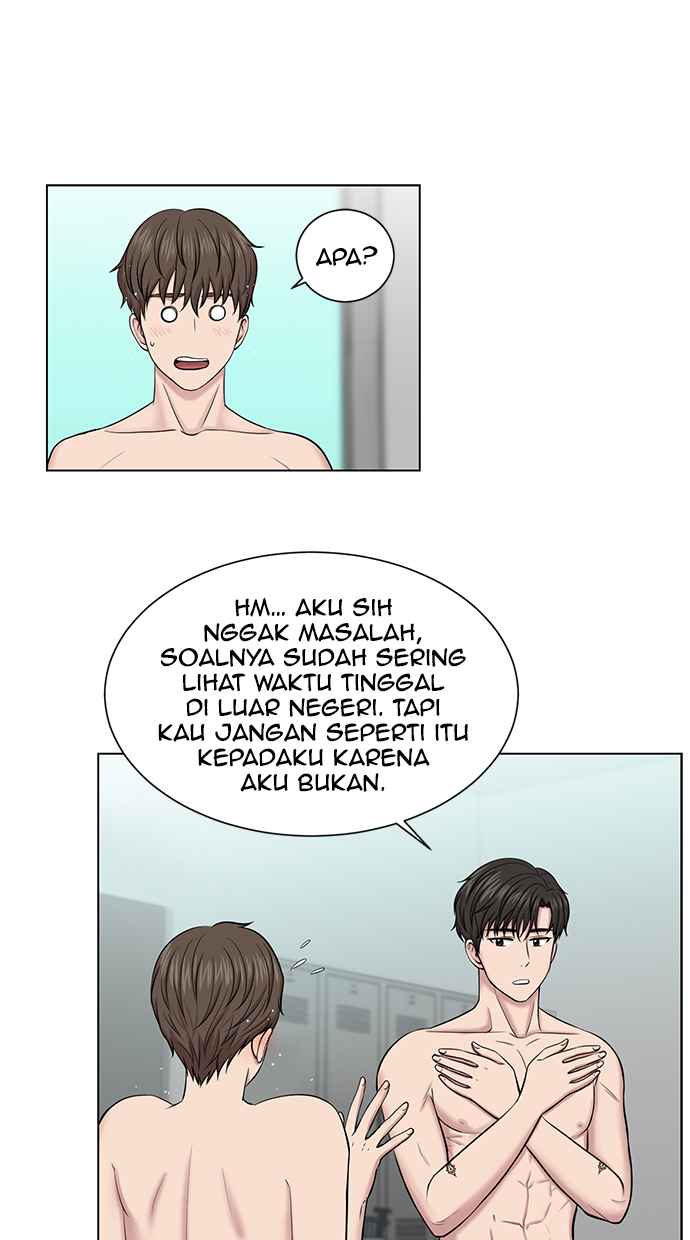 APA?
HM... AKU SIH
NGGAK MASALAH,
SOALNYA SUDAH SERING
LIHAT WAKTU TINGGAL
DI LUAR NEGERI. TAPI
KAU JANGAN SEPERTI ITU
KEPADAKU KARENA
AKU BUKAN.